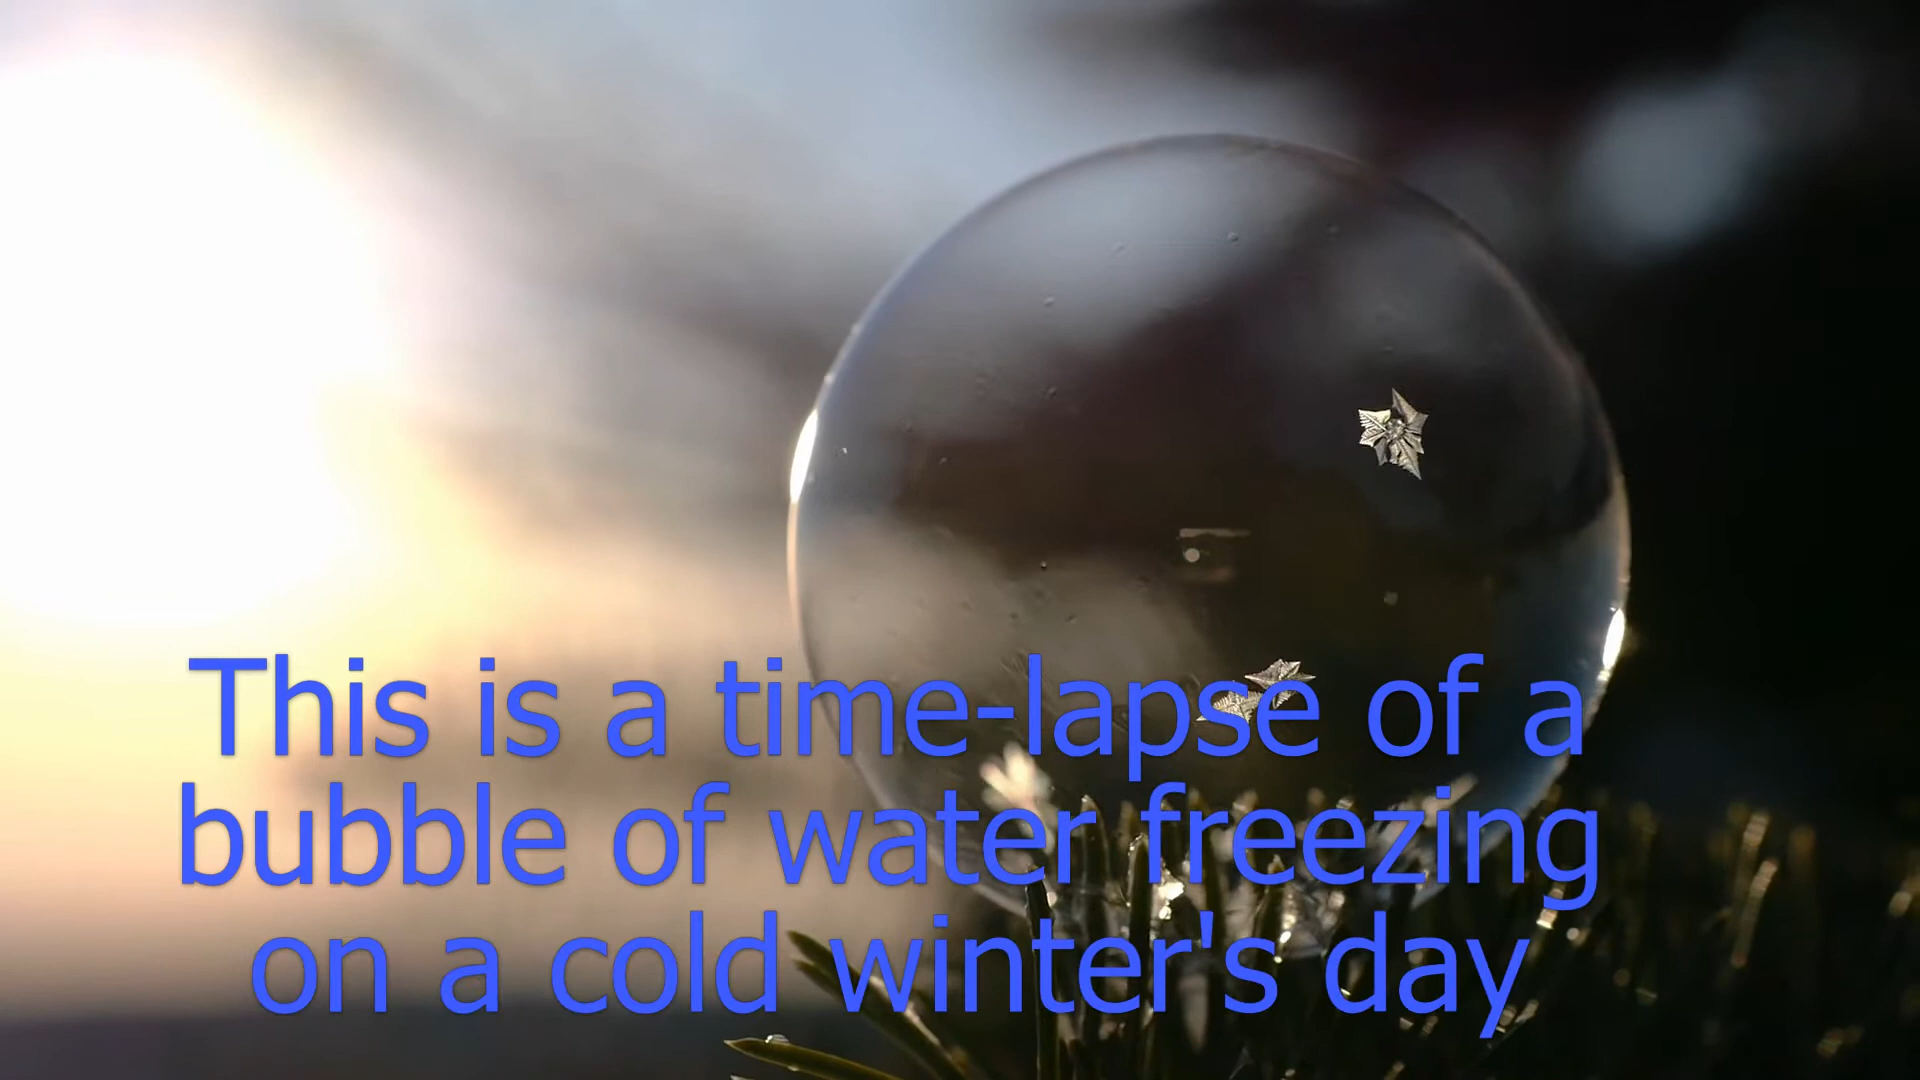 This is a time-lapse of a
bubble of water freezing
on a cold winter's day